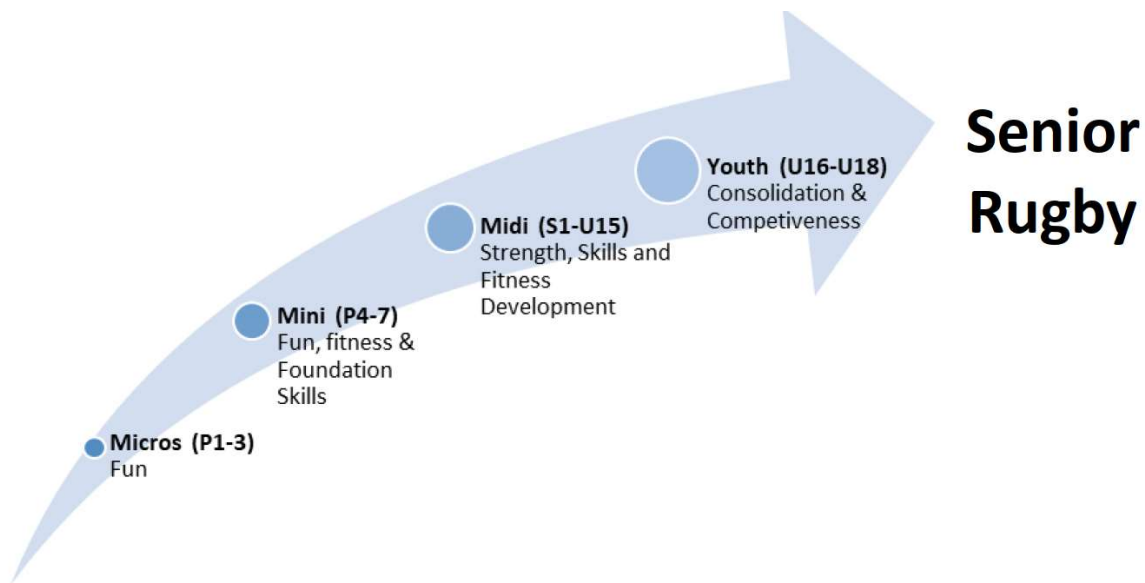 Senior
Rugby
Youth (U16-U18)
Consolidation &
Competiveness
Midi (S1-U15)
Strength, Skills and
Fitness
Development
Mini (P4-7)
Fun, fitness &
Foundation
Skills
Micros (P1-3)
Fun